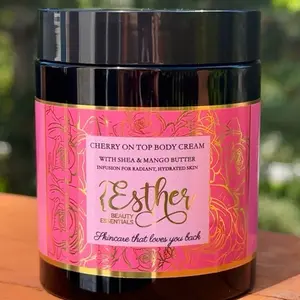 CHERRY ON TOP BODY CREAM
WITH SHEA & MANGO BUTTER
INFUSION FOR RADIANT, HYDRATED SKIN
Esther
BEAUTY
ESSENTIALS
Skincare that loves you back